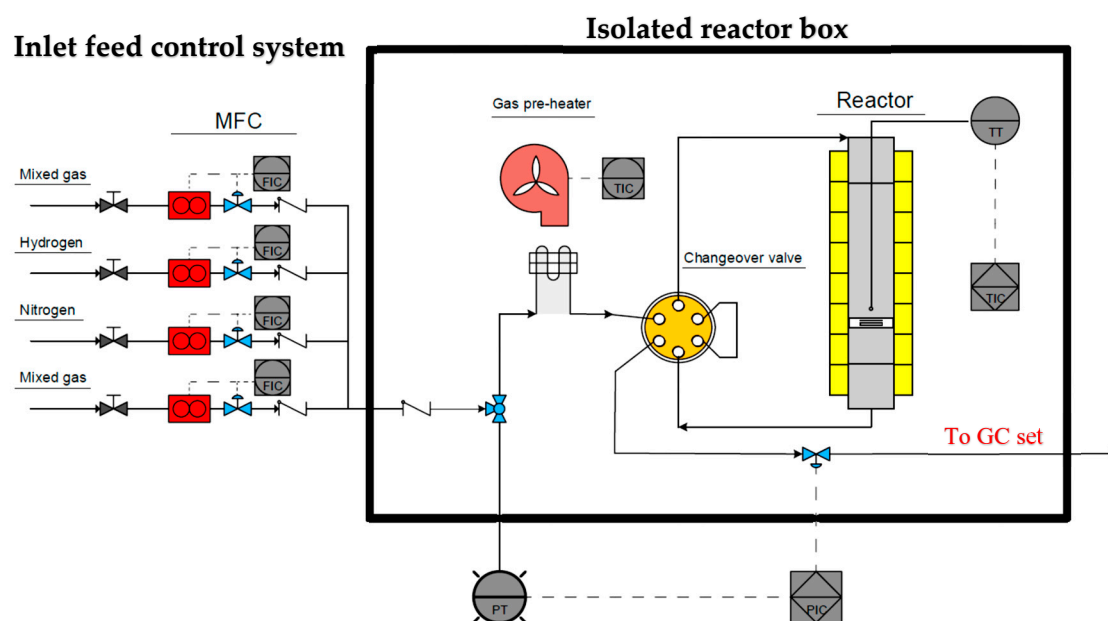 Inlet feed control system
Isolated reactor box
MFC
Gas pre-heater
Reactor
Mixed gas
FIC
TIC
TT
Hydrogen
FIC
Changeover valve
TIC
Nitrogen
FIC
Mixed gas
FIC
To GC set
PT
PIC